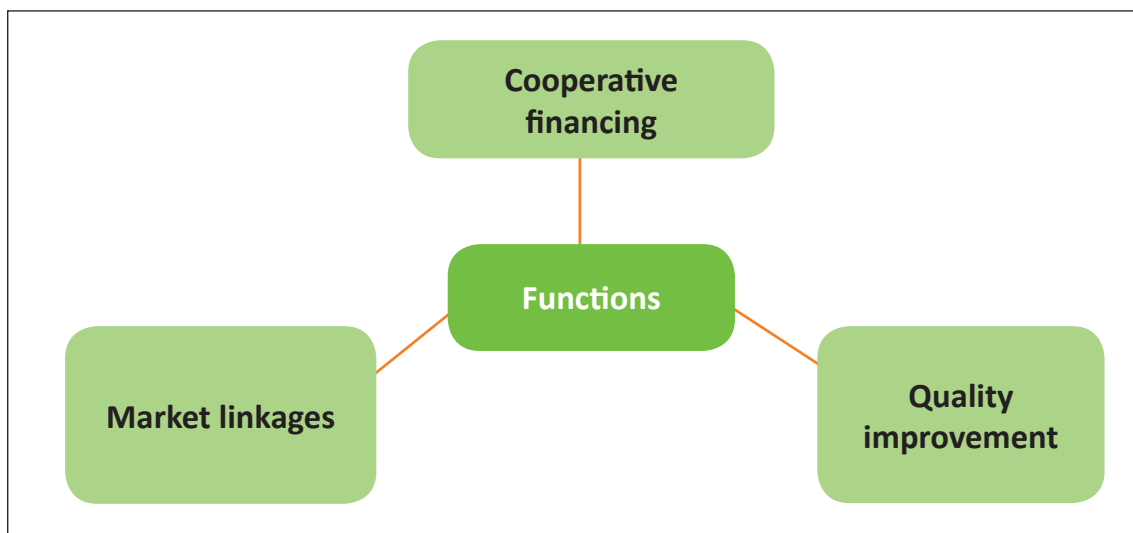 Cooperative
financing
Functions
Market linkages
Quality
improvement